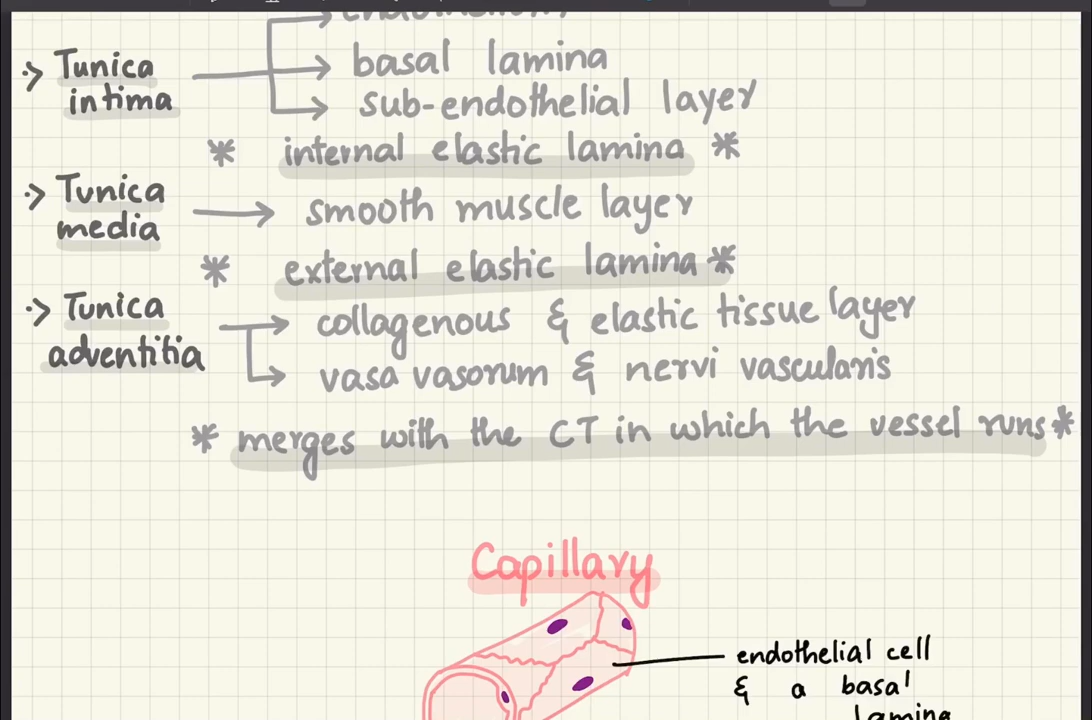 endothelium
Tunica → basal lamina
intima → sub-endothelial layer
* internal elastic lamina *
Tunica
media → smooth muscle layer
* external elastic lamina *
Tunica → collagenous & elastic tissue layer
adventitia → vasa vasorum & nervi vascularis
* merges with the CT in which the vessel runs *
Capillary
endothelial cell
& a basal
lamina